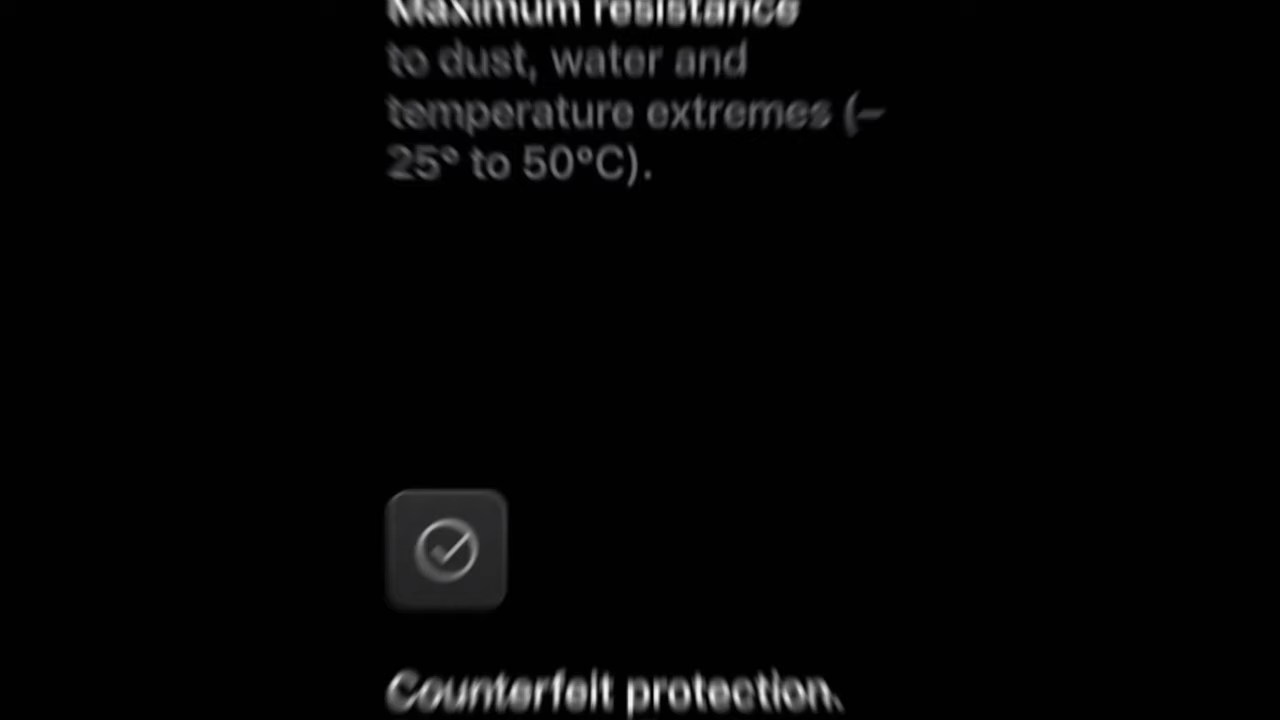 Maximum resistance
to dust, water and
temperature extremes (–
25° to 50°C).
Counterfeit protection.